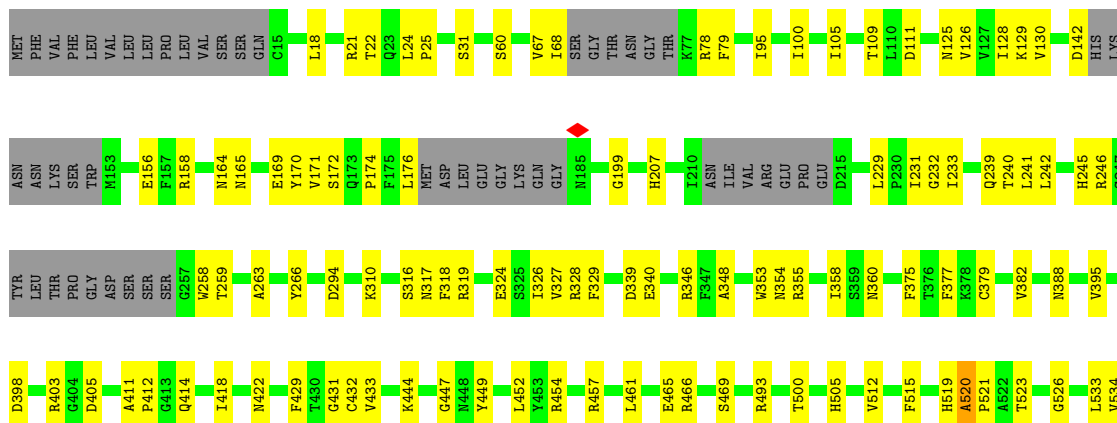 MET PHE VAL PHE LEU VAL LEU LEU PRO LEU VAL SER SER GLN C15 L18 R21 T22 Q23 L24 P25 S31 S60 V67 I68 SER GLY THR ASN GLY THR K77 R78 F79 I95 I100 I105 T109 L110 D111 N125 V126 V127 I128 K129 V130 D142 HIS LYS
ASN ASN LYS SER TRP M153 E156 F157 R158 N164 N165 E169 Y170 V171 S172 Q173 P174 F175 L176 MET ASP LEU GLU GLY LYS GLN GLY N185 G199 H207 I210 ASN ILE VAL ARG GLU PRO GLU D215 L229 P230 I231 G232 I233 Q239 T240 L241 L242 H245 R246
TYR LEU THR PRO GLY ASP SER SER SER G257 W258 T259 A263 Y266 D294 K310 S316 N317 F318 R319 E324 S325 I326 V327 R328 F329 D339 E340 R346 F347 A348 W353 N354 R355 I358 S359 N360 F375 T376 F377 K378 C379 V382 N388 V395
D398 R403 G404 D405 A411 P412 G413 Q414 I418 N422 F429 T430 G431 C432 V433 K444 G447 N448 Y449 L452 Y453 R454 R457 L461 E465 R466 S469 R493 T500 H505 V512 F515 H519 A520 P521 A522 T523 G526 L533 V534